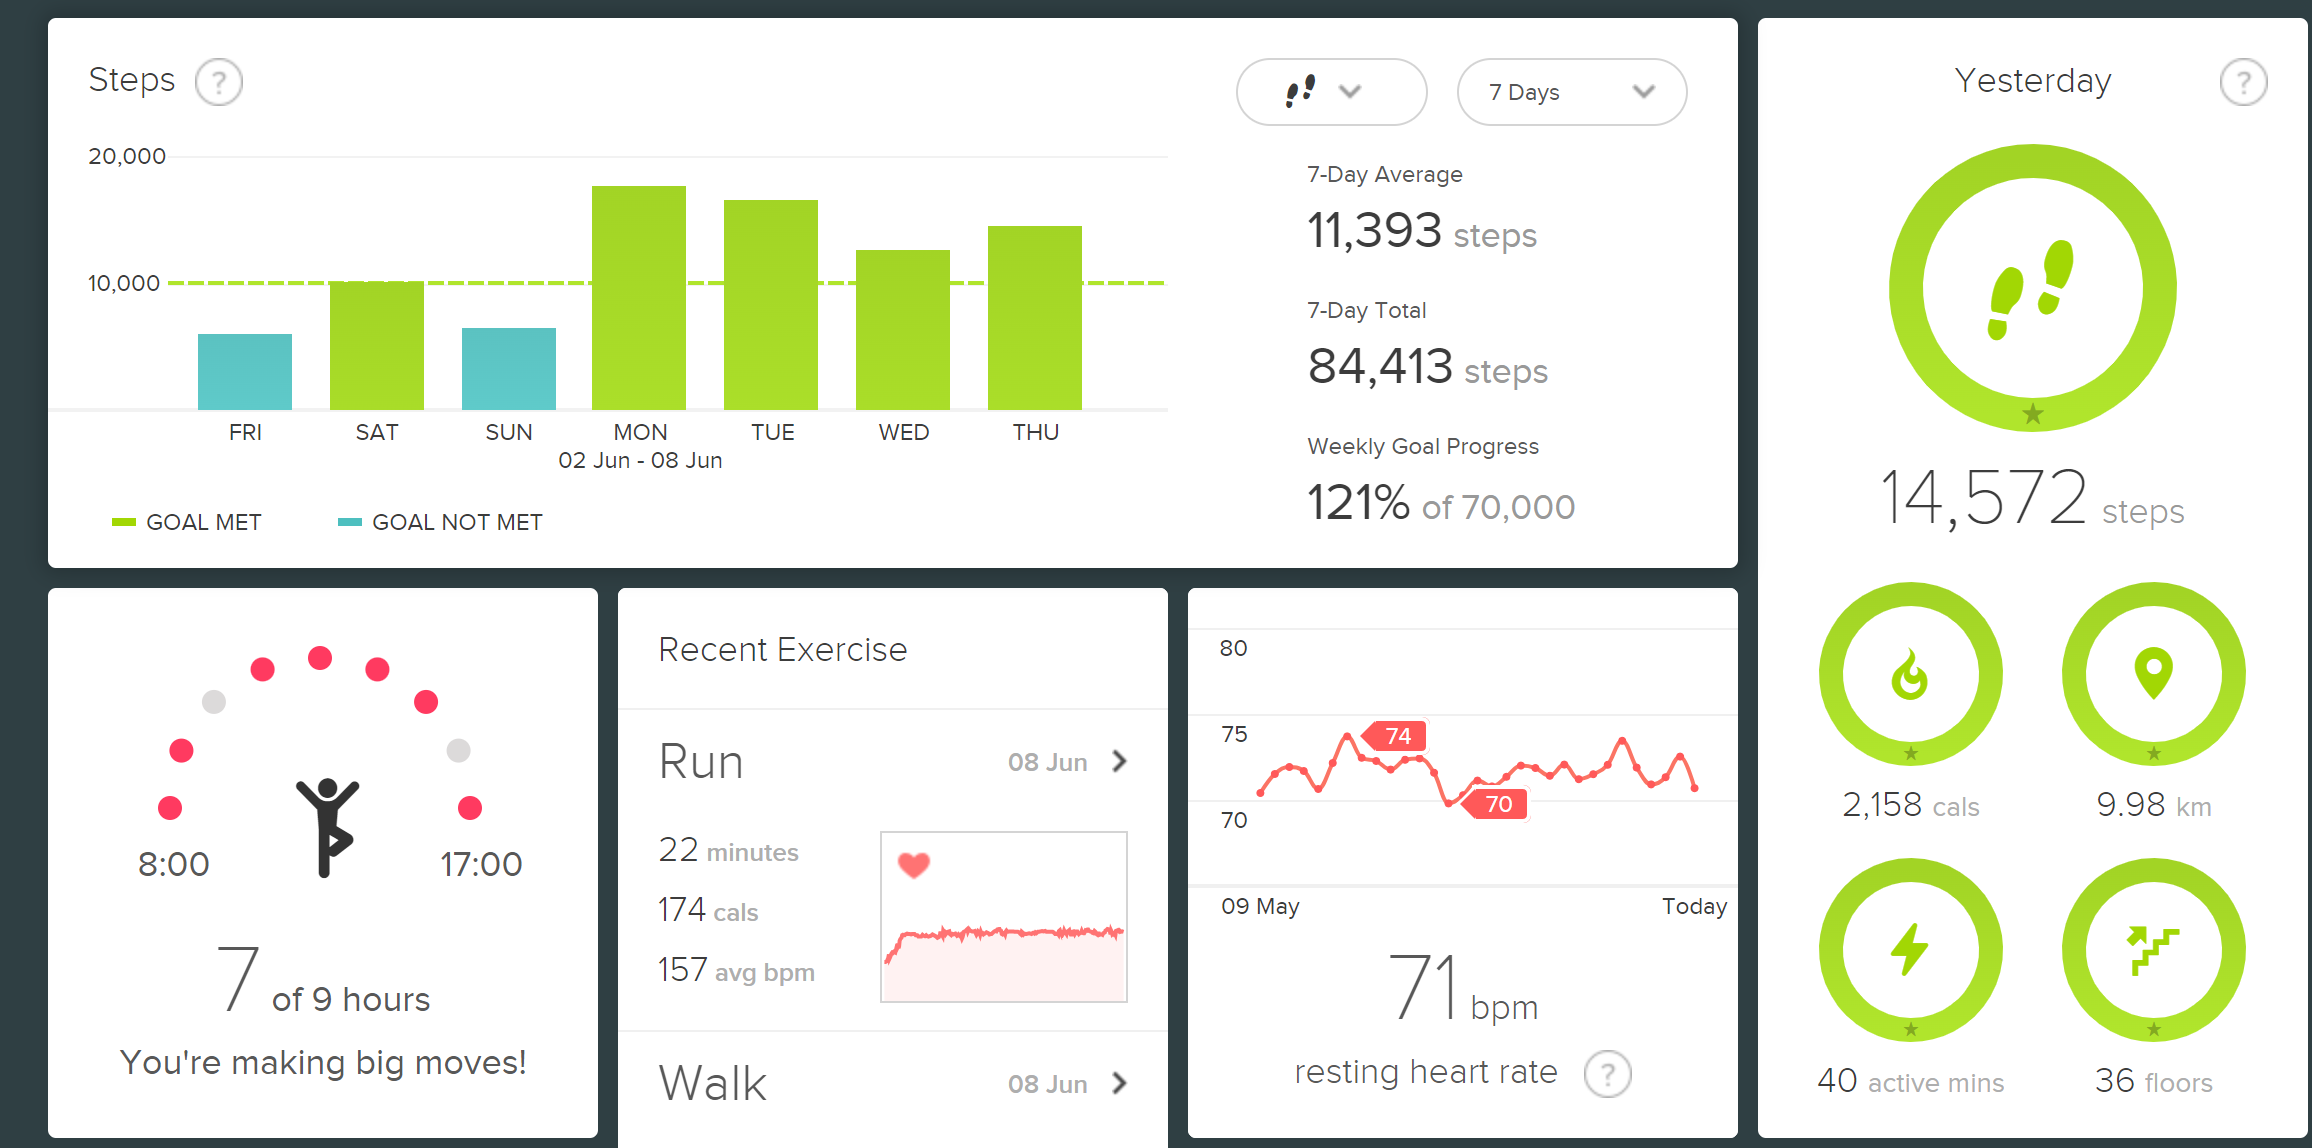 Steps ?
7 Days
20,000
10,000
FRI SAT SUN MON TUE WED THU
02 Jun - 08 Jun
GOAL MET GOAL NOT MET
7-Day Average
11,393 steps
7-Day Total
84,413 steps
Weekly Goal Progress
121% of 70,000
Yesterday ?
14,572 steps
2,158 cals
9.98 km
40 active mins
36 floors
8:00 17:00
7 of 9 hours
You're making big moves!
Recent Exercise
Run 08 Jun
22 minutes
174 cals
157 avg bpm
Walk 08 Jun
80
75
74
70
70
09 May Today
71 bpm
resting heart rate ?